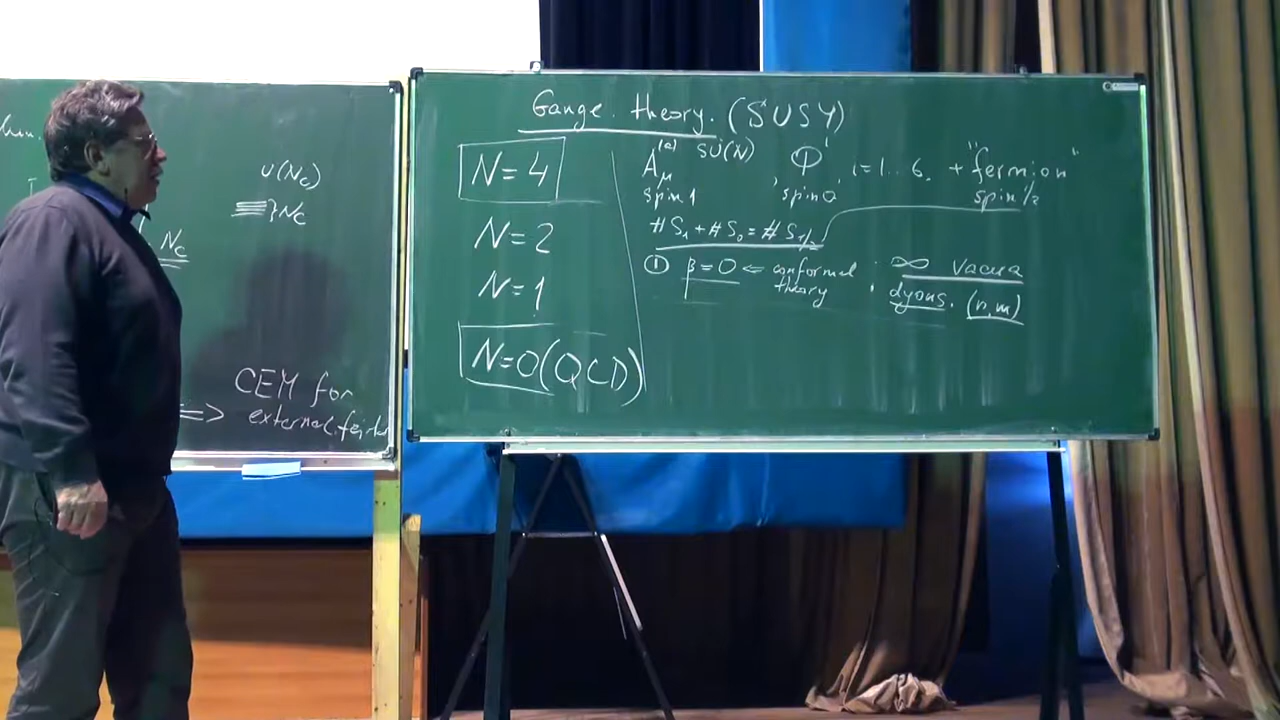 U(N_c)
}N_c
N_c
CEM for
=> external
Gauge theory. (SUSY)
N=4
N=2
N=1
N=0(QCD)
A_μ^(a) SU(N) , Φ^i , i=1..6. + "fermion"
spin 1 spin 0 spin 1/2
# S_1 + # S_0 = # S_1/2
① β=0 <= conformal theory : ∞ vacua
dyons. (n,m)